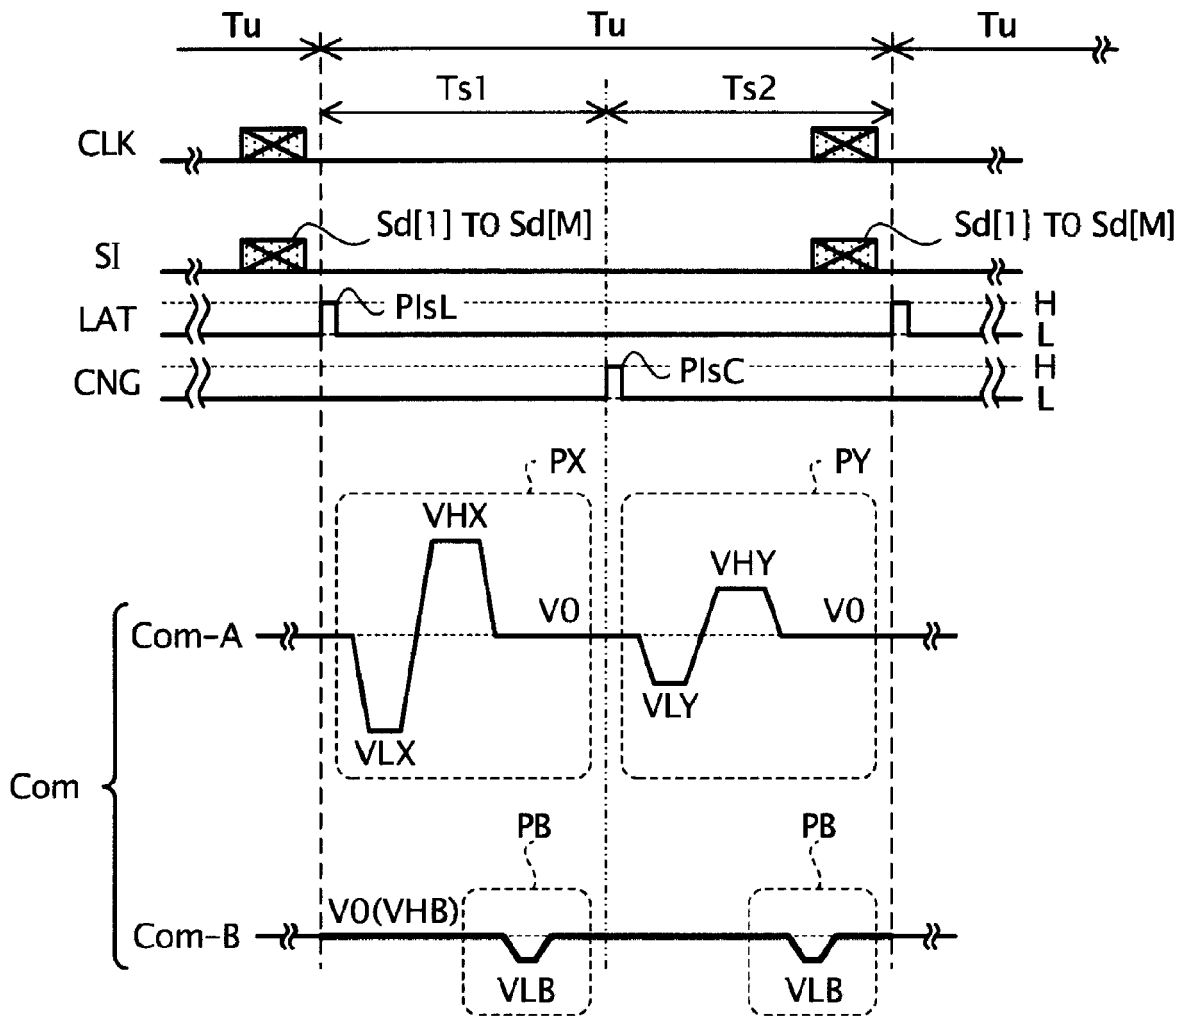 Tu Tu Tu
Ts1 Ts2
CLK
Sd[1] TO Sd[M] Sd[1] TO Sd[M]
SI
LAT PlsL H
L
CNG PlsC H
L
PX PY
VHX
VHY
V0 V0
Com-A
VLY
VLX
Com
PB PB
V0(VHB)
Com-B
VLB VLB